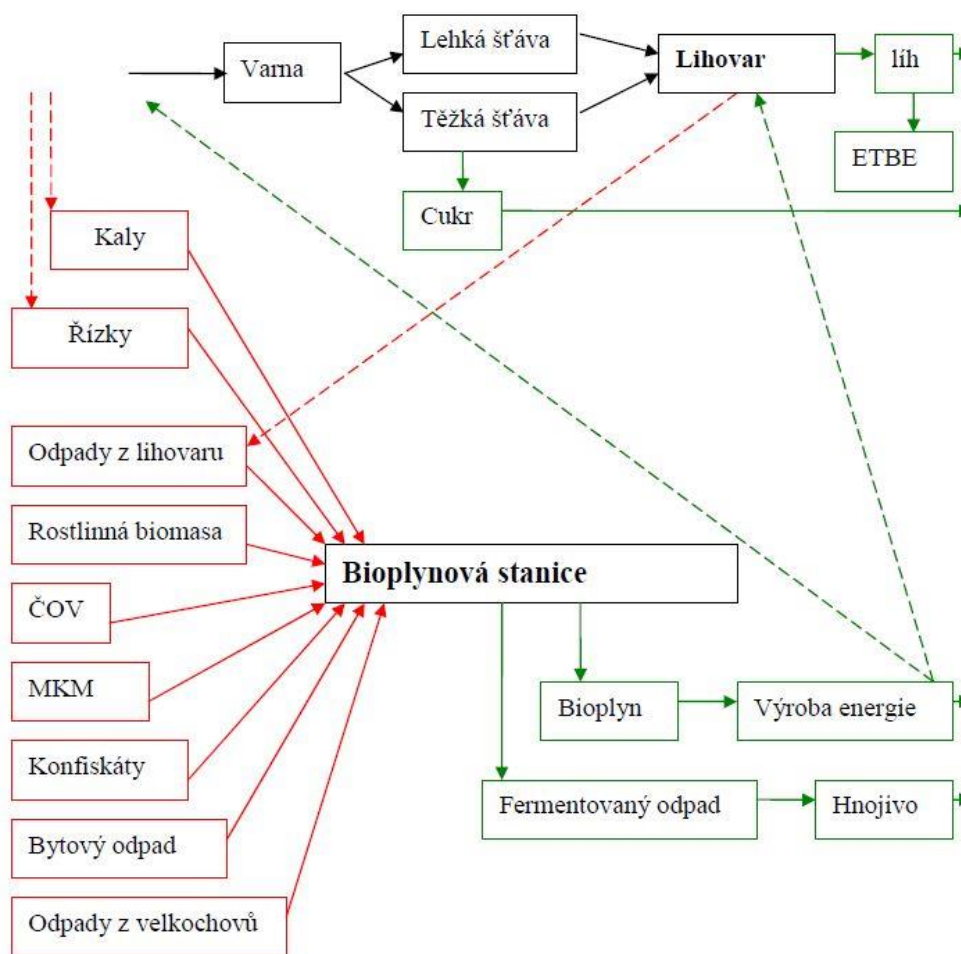 Lehká šťáva
Varna
Lihovar
líh
Těžká šťáva
ETBE
Cukr
Kaly
Řízky
Odpady z lihovaru
Rostlinná biomasa
Bioplynová stanice
ČOV
MKM
Bioplyn
Výroba energie
Konfiskáty
Fermentovaný odpad
Hnojivo
Bytový odpad
Odpady z velkochovů